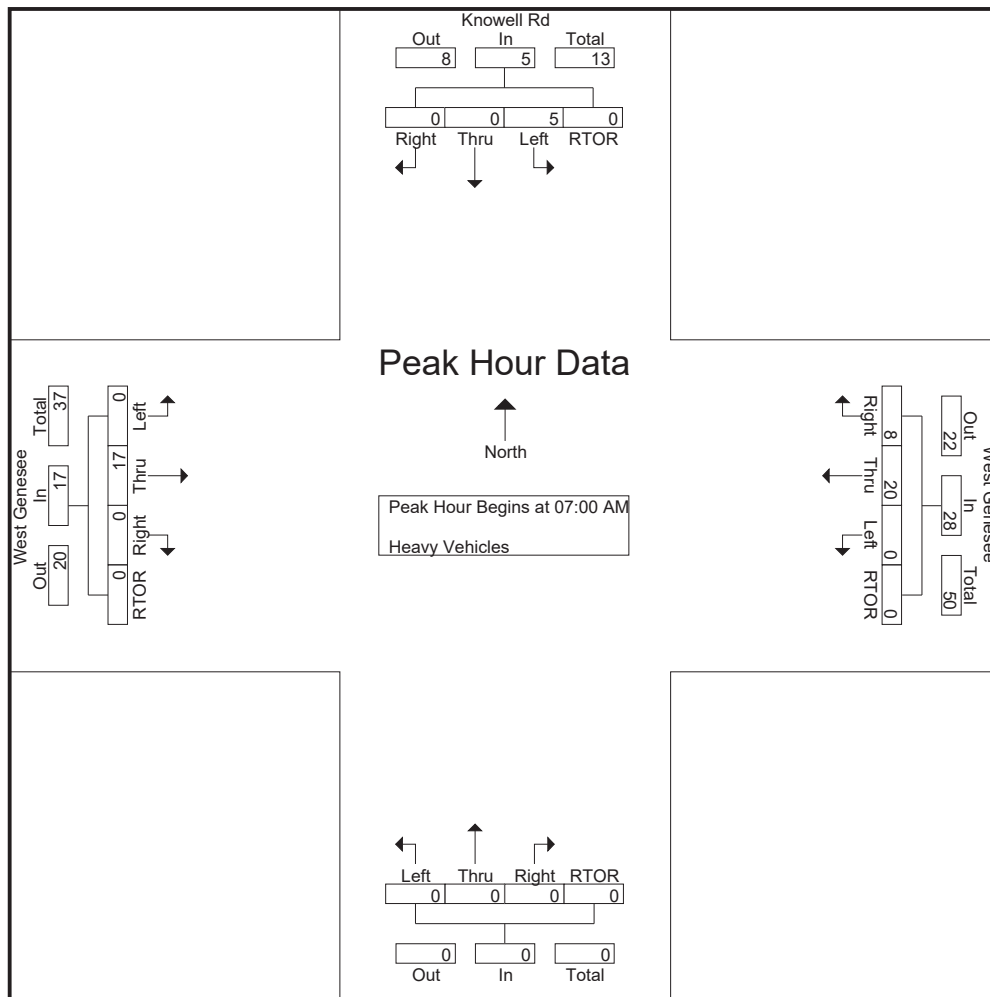 Knowell Rd
Out In Total
8 5 13
0 0 5 0
Right Thru Left RTOR
Peak Hour Data
North
Peak Hour Begins at 07:00 AM
Heavy Vehicles
West Genesee
Total In Out
37 17 20
0 17 0 0
Left Thru Right RTOR
West Genesee
Out In Total
22 28 50
8 20 0 0
Right Thru Left RTOR
Left Thru Right RTOR
0 0 0 0
0 0 0
Out In Total